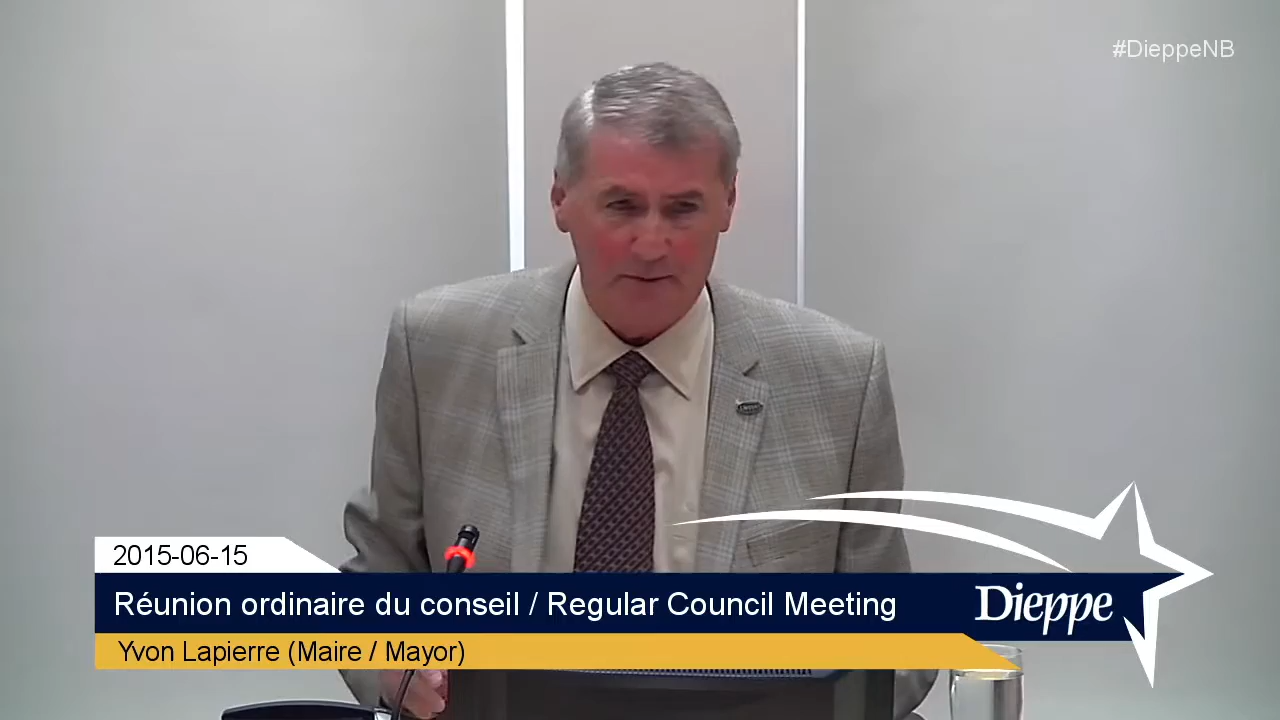 #DieppeNB
2015-06-15
Réunion ordinaire du conseil / Regular Council Meeting
Dieppe
Yvon Lapierre (Maire / Mayor)